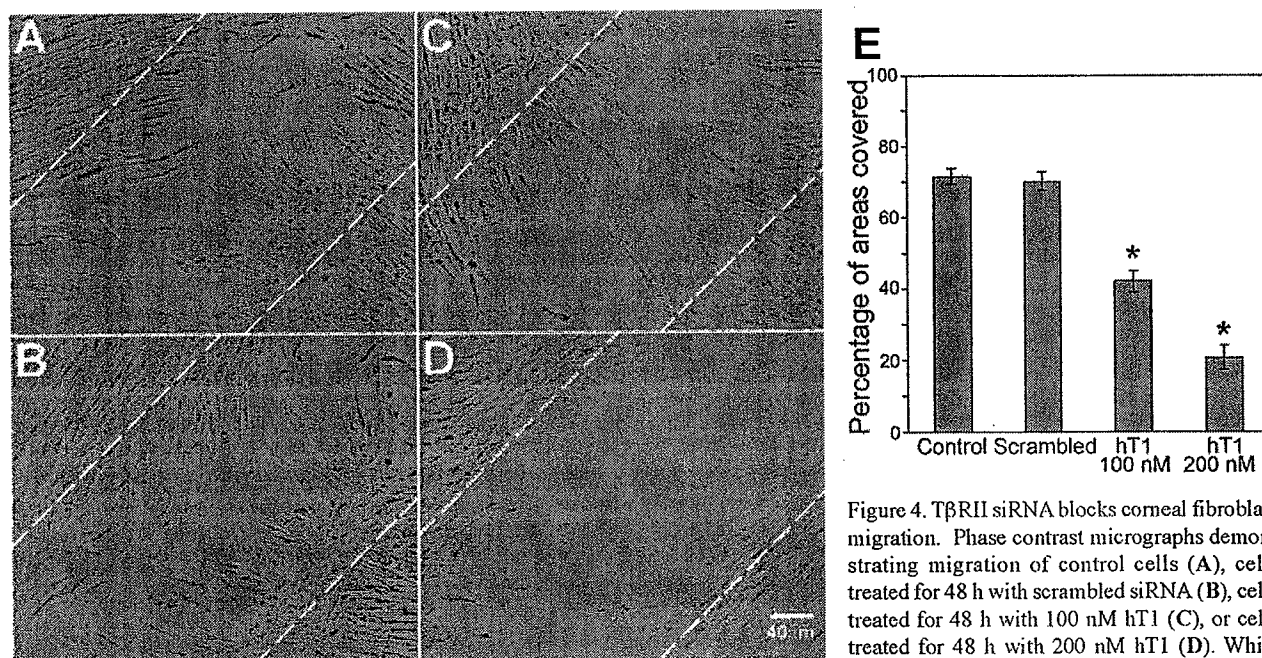 A
C
B
D
E
100
80
60
40
20
0
Percentage of areas covered
*
*
Control Scrambled hT1 hT1
100 nM 200 nM
Figure 4. TβRII siRNA blocks corneal fibrobla
migration. Phase contrast micrographs demon
strating migration of control cells (A), cel
treated for 48 h with scrambled siRNA (B), cel
treated for 48 h with 100 nM hT1 (C), or cel
treated for 48 h with 200 nM hT1 (D). Whi